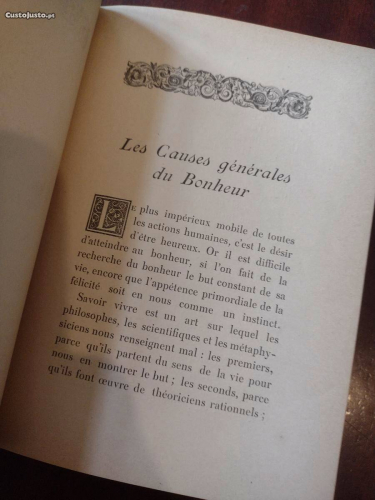 CustoJusto.pt
Les Causes générales
du Bonheur
Le plus impérieux mobile de toutes
les actions humaines, c'est le désir
d'être heureux. Or il est difficile
d'atteindre au bonheur, si l'on fait de la
recherche du bonheur le but constant de sa
vie, encore que l'appétence primordiale de la
félicité soit en nous comme un instinct.
Savoir vivre est un art sur lequel les
philosophes, les scientifiques et les métaphy-
siciens nous renseignent mal : les premiers,
parce qu'ils partent du sens de la vie pour
nous en montrer le but ; les seconds, parce
qu'ils font œuvre de théoriciens rationnels ;